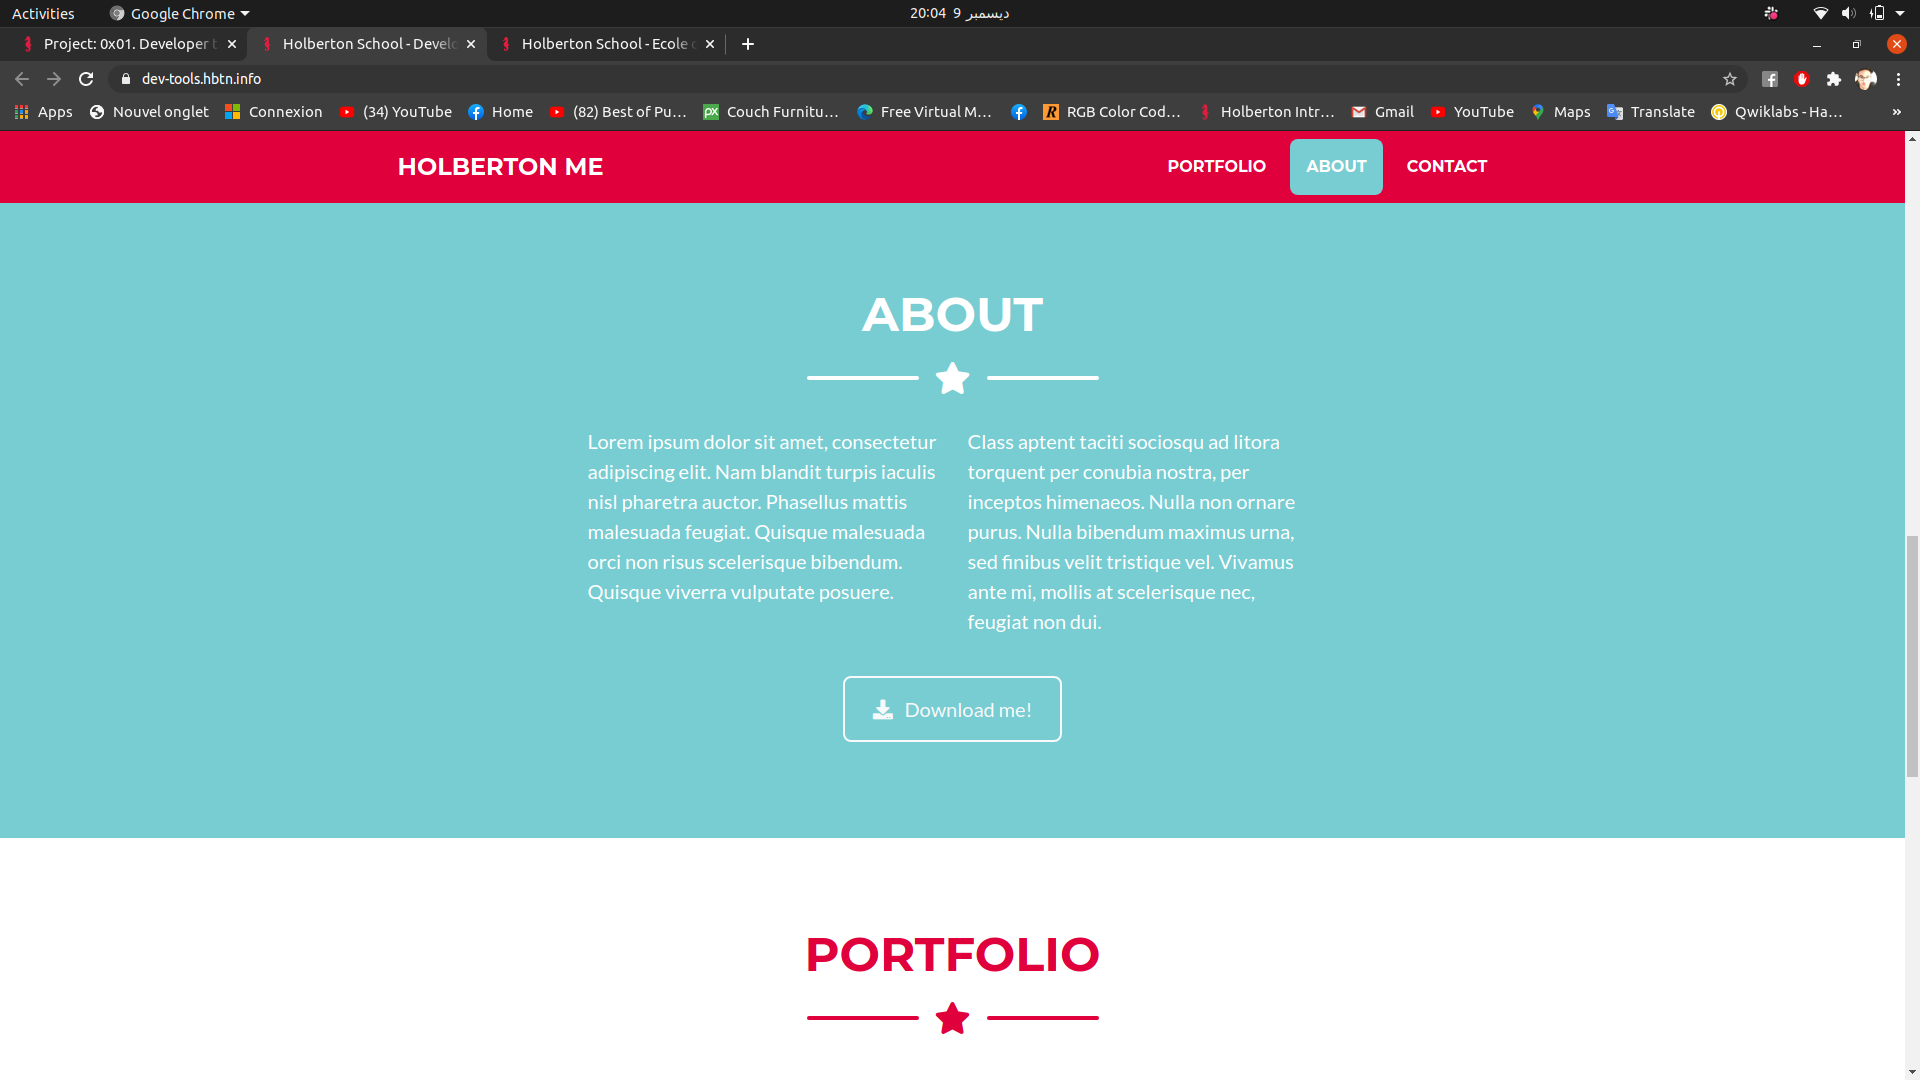 Activities
Google Chrome
20:04 9 ديسمبر
Project: 0x01. Developer t
Holberton School - Develo
Holberton School - Ecole
dev-tools.hbtn.info
Apps
Nouvel onglet
Connexion
(34) YouTube
Home
(82) Best of Pu...
Couch Furnitu...
Free Virtual M...
RGB Color Cod...
Holberton Intr...
Gmail
YouTube
Maps
Translate
Qwiklabs - Ha...
»
HOLBERTON ME
PORTFOLIO
ABOUT
CONTACT
ABOUT
Lorem ipsum dolor sit amet, consectetur
adipiscing elit. Nam blandit turpis iaculis
nisl pharetra auctor. Phasellus mattis
malesuada feugiat. Quisque malesuada
orci non risus scelerisque bibendum.
Quisque viverra vulputate posuere.
Class aptent taciti sociosqu ad litora
torquent per conubia nostra, per
inceptos himenaeos. Nulla non ornare
purus. Nulla bibendum maximus urna,
sed finibus velit tristique vel. Vivamus
ante mi, mollis at scelerisque nec,
feugiat non dui.
Download me!
PORTFOLIO